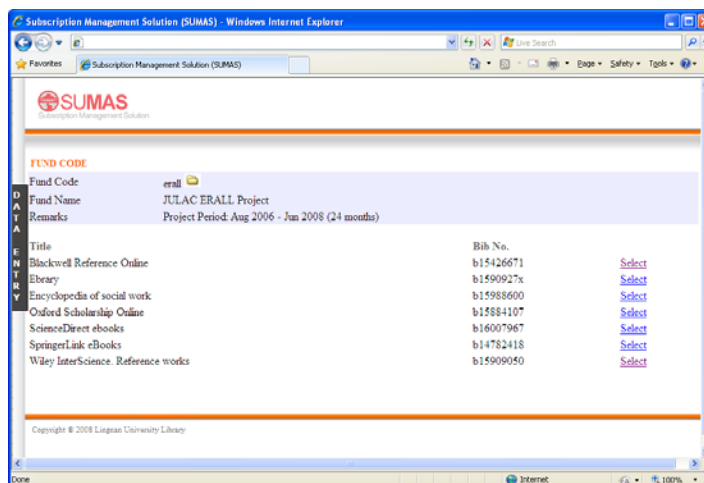 Subscription Management Solution (SUMAS) - Windows Internet Explorer
Live Search
Favorites Subscription Management Solution (SUMAS) Page Safety Tools
SUMAS
Subscription Management Solution
FUND CODE
Fund Code erall
Fund Name JULAC ERALL Project
Remarks Project Period: Aug 2006 - Jun 2008 (24 months)
DATA ENTRY
Title Bib No.
Blackwell Reference Online b15426671 Select
Ebrary b1590927x Select
Encyclopedia of social work b15988600 Select
Oxford Scholarship Online b15884107 Select
ScienceDirect ebooks b16007967 Select
SpringerLink eBooks b14782418 Select
Wiley InterScience. Reference works b15909050 Select
Copyright © 2008 Lingnan University Library
Done Internet 100%